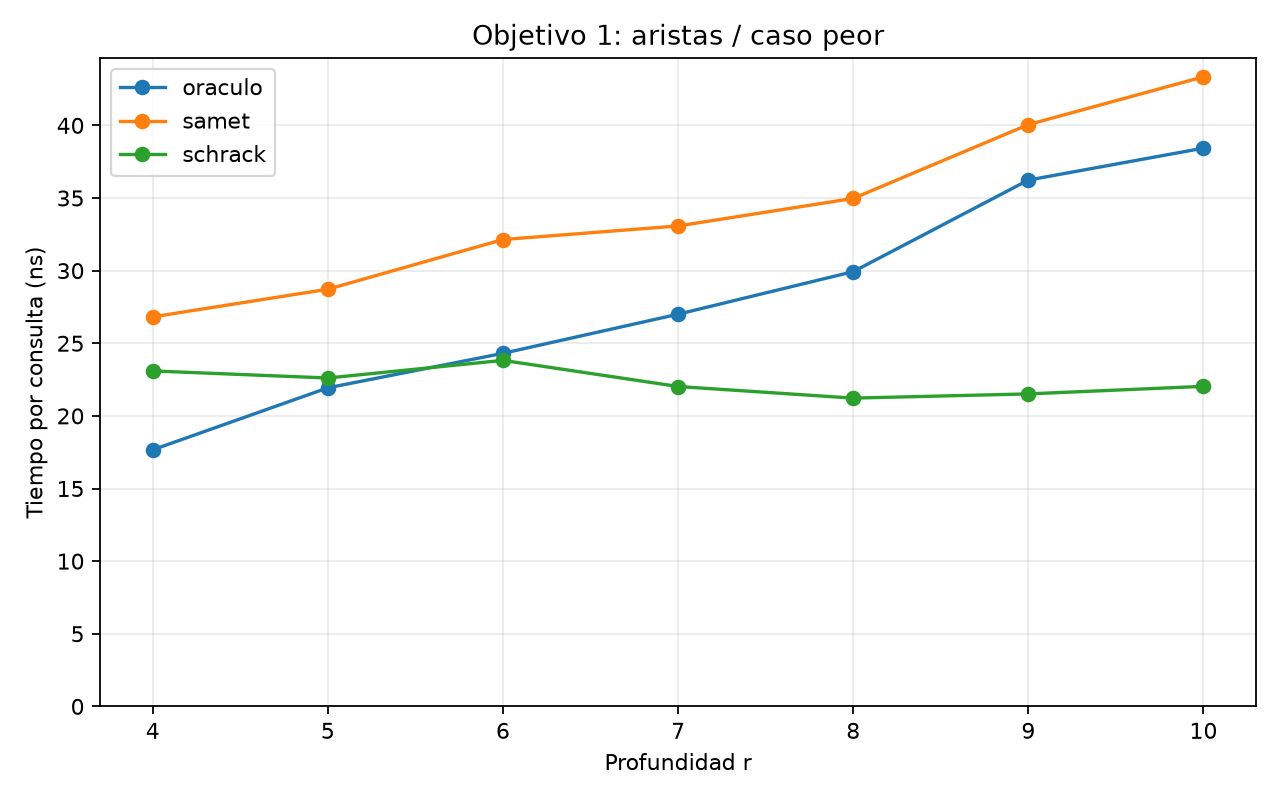 Objetivo 1: aristas / caso peor
oraculo
samet
schrack
Tiempo por consulta (ns)
40
35
30
25
20
15
10
5
0
4 5 6 7 8 9 10
Profundidad r